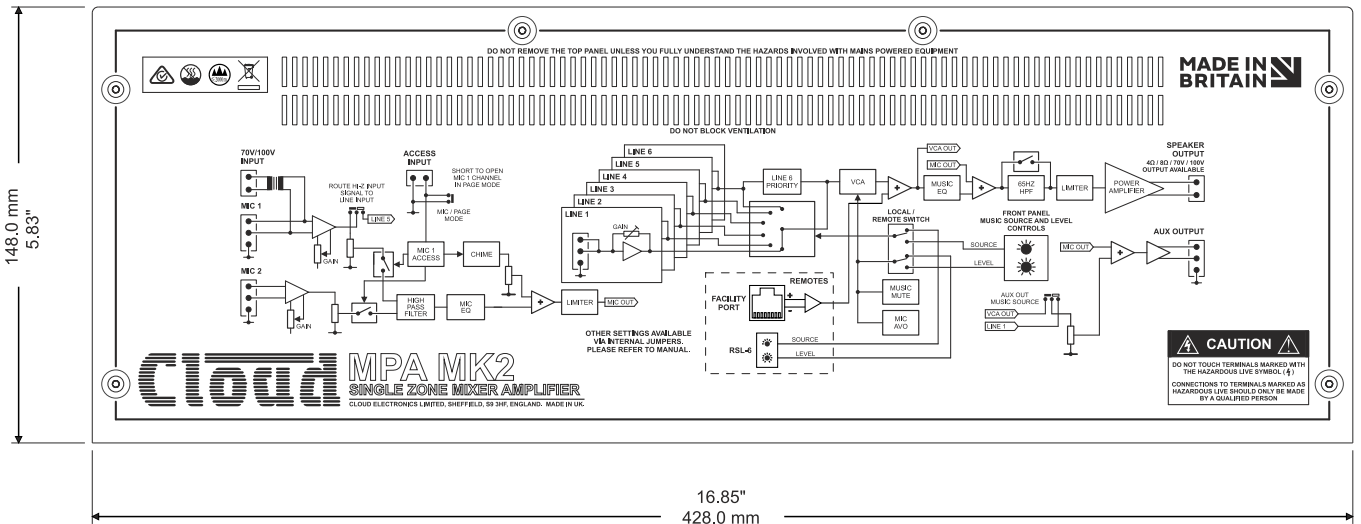 DO NOT REMOVE THE TOP PANEL UNLESS YOU FULLY UNDERSTAND THE HAZARDS INVOLVED WITH MAINS POWERED EQUIPMENT
MADE IN
BRITAIN
DO NOT BLOCK VENTILATION
148.0 mm
5.83"
70V/100V
INPUT
ROUTE HI-Z INPUT
SIGNAL TO
LINE INPUT
LINE 5
MIC 1
GAIN
MIC 2
GAIN
ACCESS
INPUT
SHORT TO OPEN
MIC 1 CHANNEL
IN PAGE MODE
MIC / PAGE
MODE
MIC 1
ACCESS
CHIME
HIGH
PASS
FILTER
MIC
EQ
+
LIMITER
MIC OUT
LINE 6
LINE 5
LINE 4
LINE 3
LINE 2
LINE 1
GAIN
LINE 6
PRIORITY
VCA
+
VCA OUT
MIC OUT
MUSIC
EQ
+
65HZ
HPF
LIMITER
POWER
AMPLIFIER
SPEAKER
OUTPUT
4Ω / 8Ω / 70V / 100V
OUTPUT AVAILABLE
LOCAL /
REMOTE SWITCH
FRONT PANEL
MUSIC SOURCE AND LEVEL
CONTROLS
SOURCE
LEVEL
MIC OUT
+
AUX OUTPUT
REMOTES
FACILITY
PORT
+
-
MUSIC
MUTE
MIC
AVO
RSL-6
SOURCE
LEVEL
AUX OUT
MUSIC SOURCE
VCA OUT
LINE 1
OTHER SETTINGS AVAILABLE
VIA INTERNAL JUMPERS.
PLEASE REFER TO MANUAL.
Cloud
MPA MK2
SINGLE ZONE MIXER AMPLIFIER
CLOUD ELECTRONICS LIMITED, SHEFFIELD, S9 3HF, ENGLAND. MADE IN UK.
CAUTION
DO NOT TOUCH TERMINALS MARKED WITH
THE HAZARDOUS LIVE SYMBOL ( )
CONNECTIONS TO TERMINALS MARKED AS
HAZARDOUS LIVE SHOULD ONLY BE MADE
BY A QUALIFIED PERSON
16.85"
428.0 mm